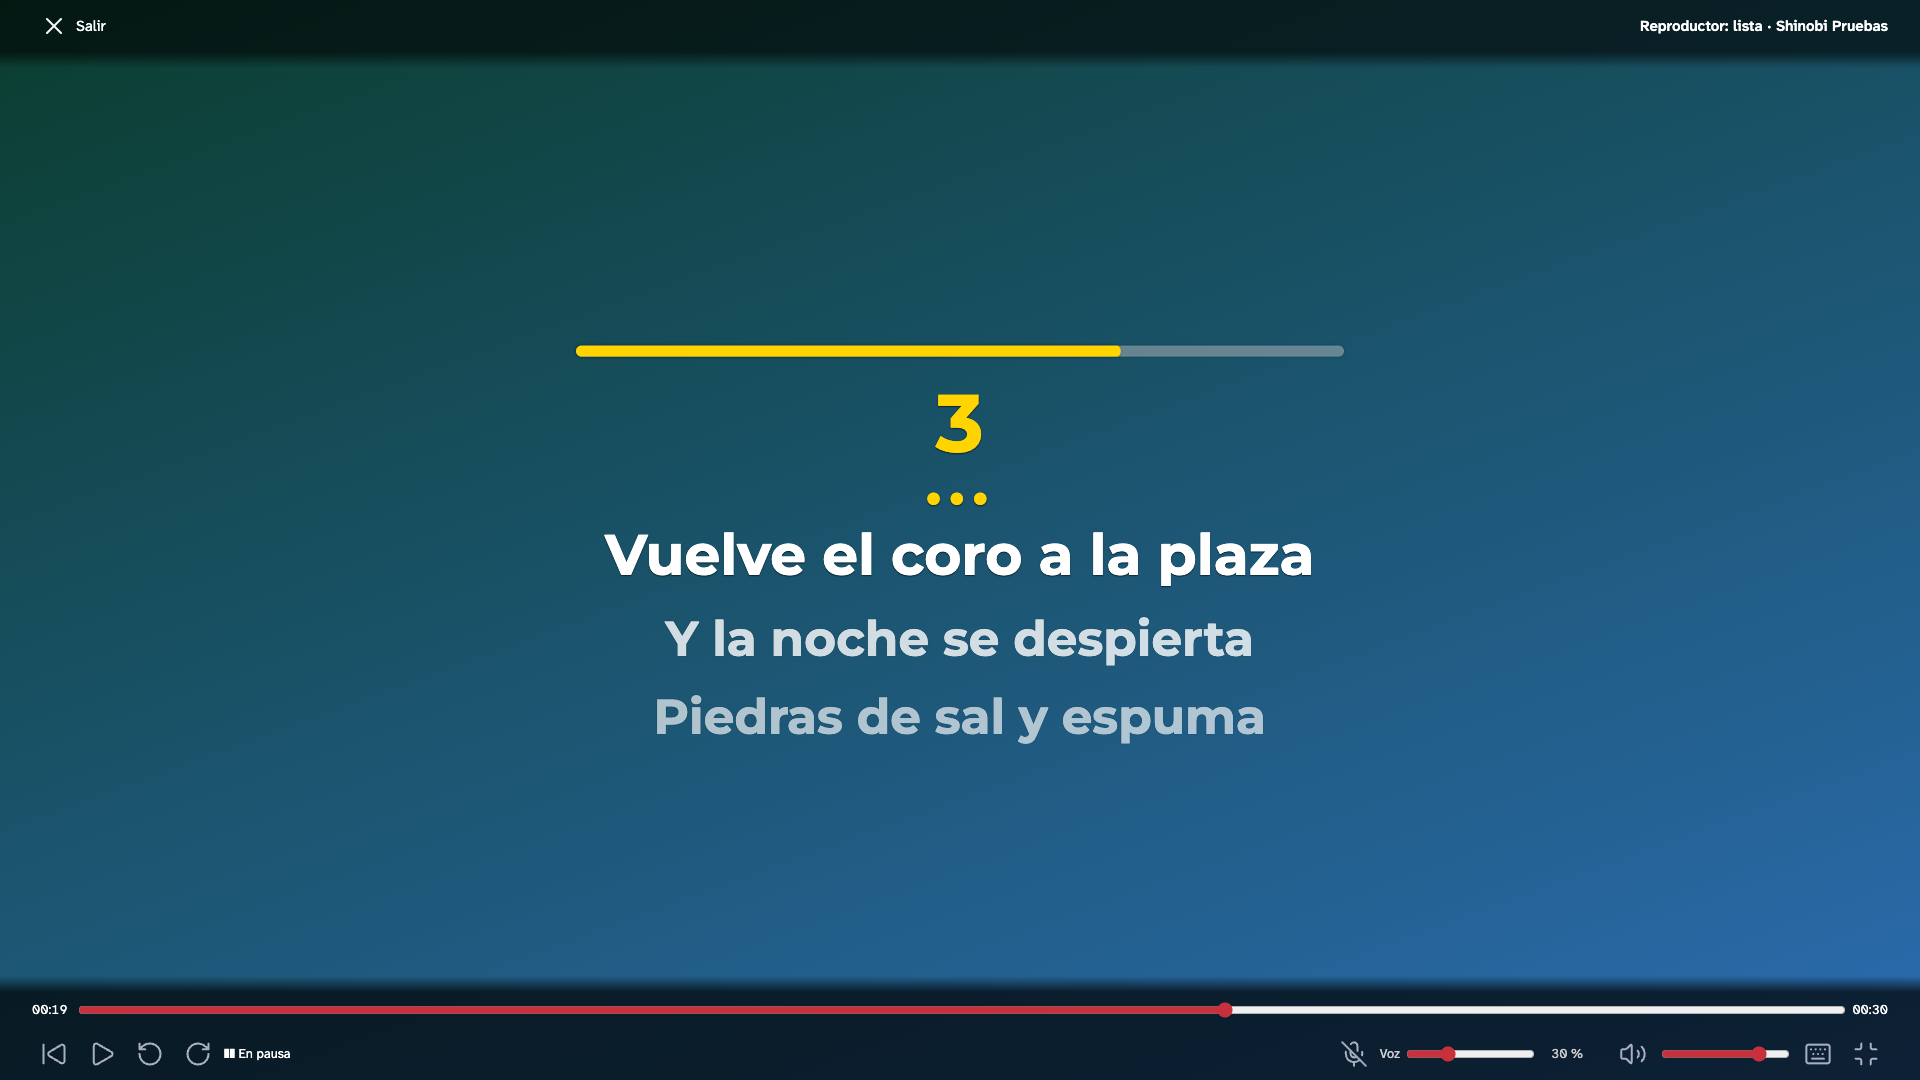 Salir
Reproductor: lista · Shinobi Pruebas
3
Vuelve el coro a la plaza
Y la noche se despierta
Piedras de sal y espuma
00:19
00:30
En pausa
Voz
30 %